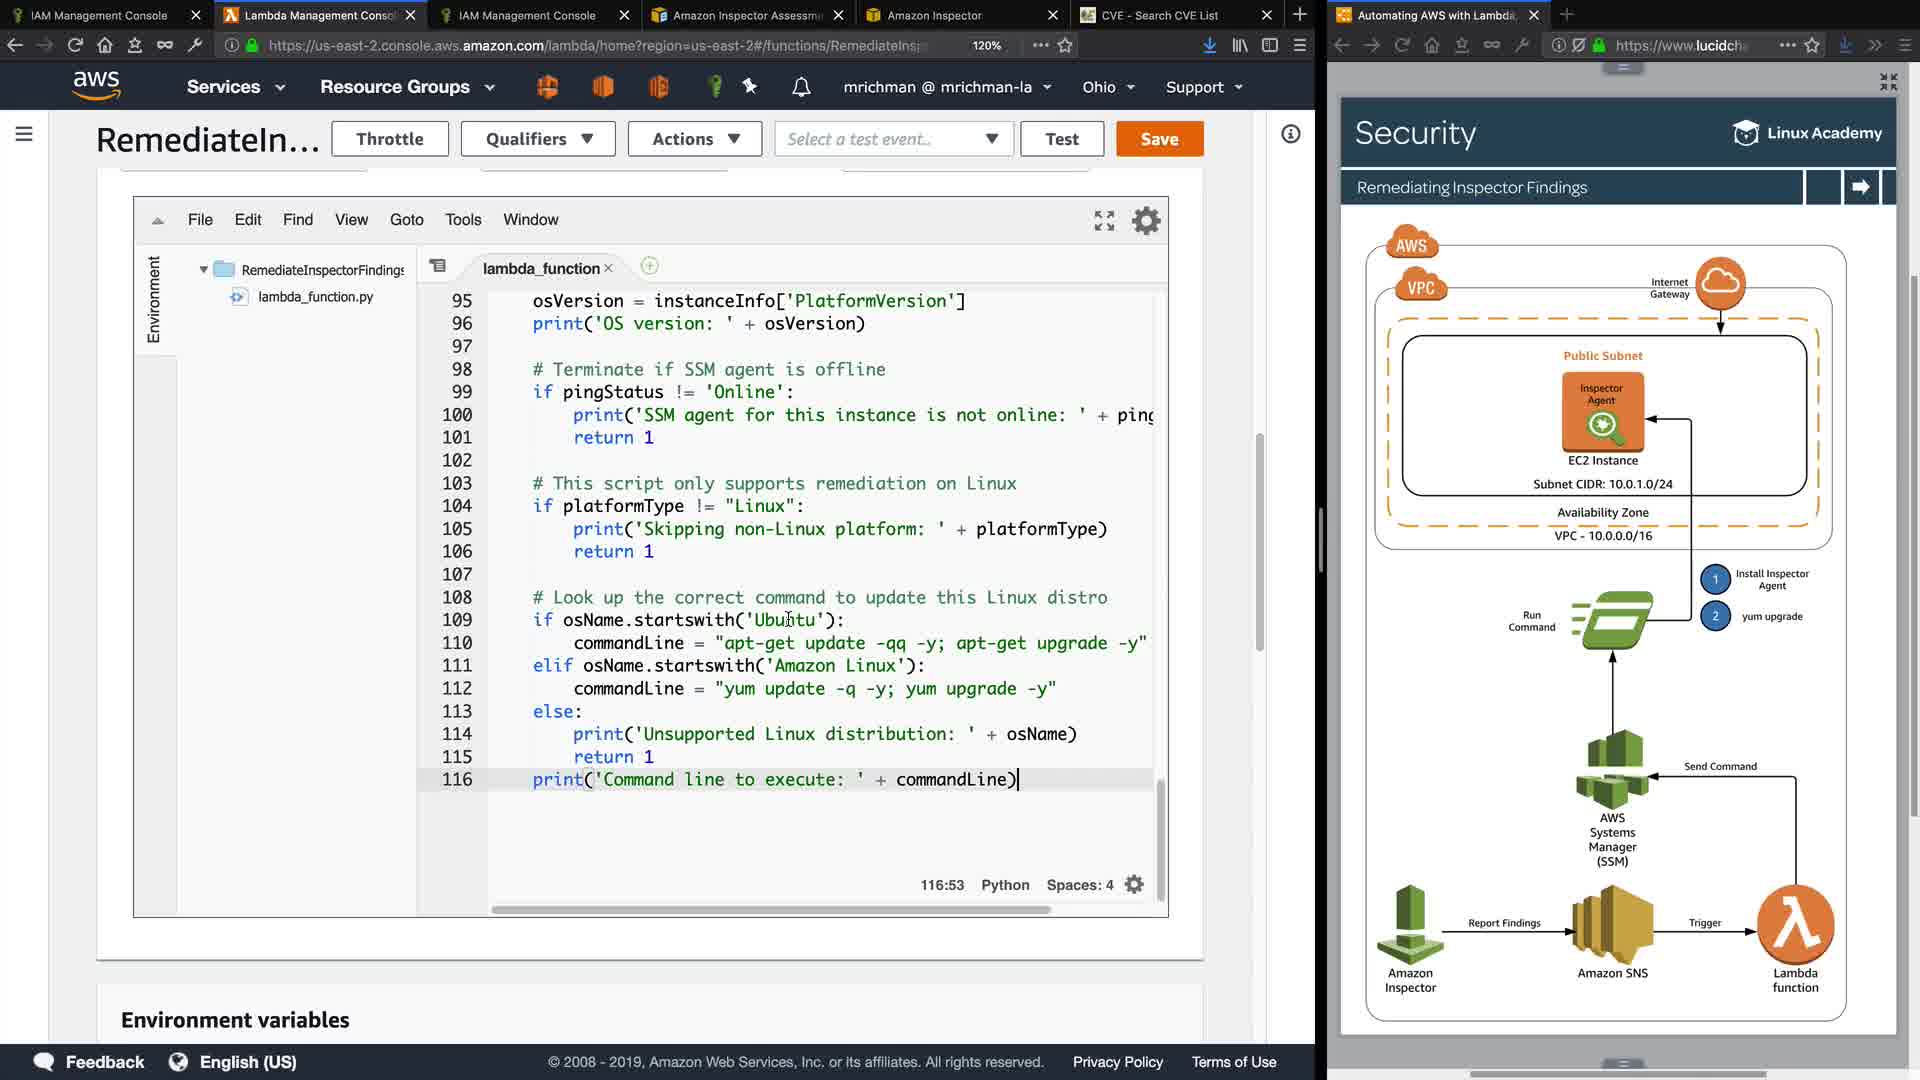 IAM Management Console
Lambda Management Conso
IAM Management Console
Amazon Inspector Assessm
Amazon Inspector
CVE - Search CVE List
Automating AWS with Lambda,
https://us-east-2.console.aws.amazon.com/lambda/home?region=us-east-2#/functions/RemediateInsp
120%
https://www.lucidch
aws
Services
Resource Groups
mrichman @ mrichman-la
Ohio
Support
RemediateIn...
Throttle
Qualifiers
Actions
Select a test event..
Test
Save
File
Edit
Find
View
Goto
Tools
Window
Environment
RemediateInspectorFindings
lambda_function.py
lambda_function
95 osVersion = instanceInfo['PlatformVersion']
96 print('OS version: ' + osVersion)
97
98 # Terminate if SSM agent is offline
99 if pingStatus != 'Online':
100 print('SSM agent for this instance is not online: ' + ping
101 return 1
102
103 # This script only supports remediation on Linux
104 if platformType != "Linux":
105 print('Skipping non-Linux platform: ' + platformType)
106 return 1
107
108 # Look up the correct command to update this Linux distro
109 if osName.startswith('Ubuntu'):
110 commandLine = "apt-get update -qq -y; apt-get upgrade -y"
111 elif osName.startswith('Amazon Linux'):
112 commandLine = "yum update -q -y; yum upgrade -y"
113 else:
114 print('Unsupported Linux distribution: ' + osName)
115 return 1
116 print('Command line to execute: ' + commandLine)
116:53 Python Spaces: 4
Environment variables
Feedback
English (US)
© 2008 - 2019, Amazon Web Services, Inc. or its affiliates. All rights reserved.
Privacy Policy
Terms of Use
Security
Linux Academy
Remediating Inspector Findings
AWS
VPC
Internet
Gateway
Public Subnet
Inspector
Agent
EC2 Instance
Subnet CIDR: 10.0.1.0/24
Availability Zone
VPC - 10.0.0.0/16
1
Install Inspector
Agent
2
yum upgrade
Run
Command
Send Command
AWS
Systems
Manager
(SSM)
Report Findings
Trigger
Amazon
Inspector
Amazon SNS
Lambda
function